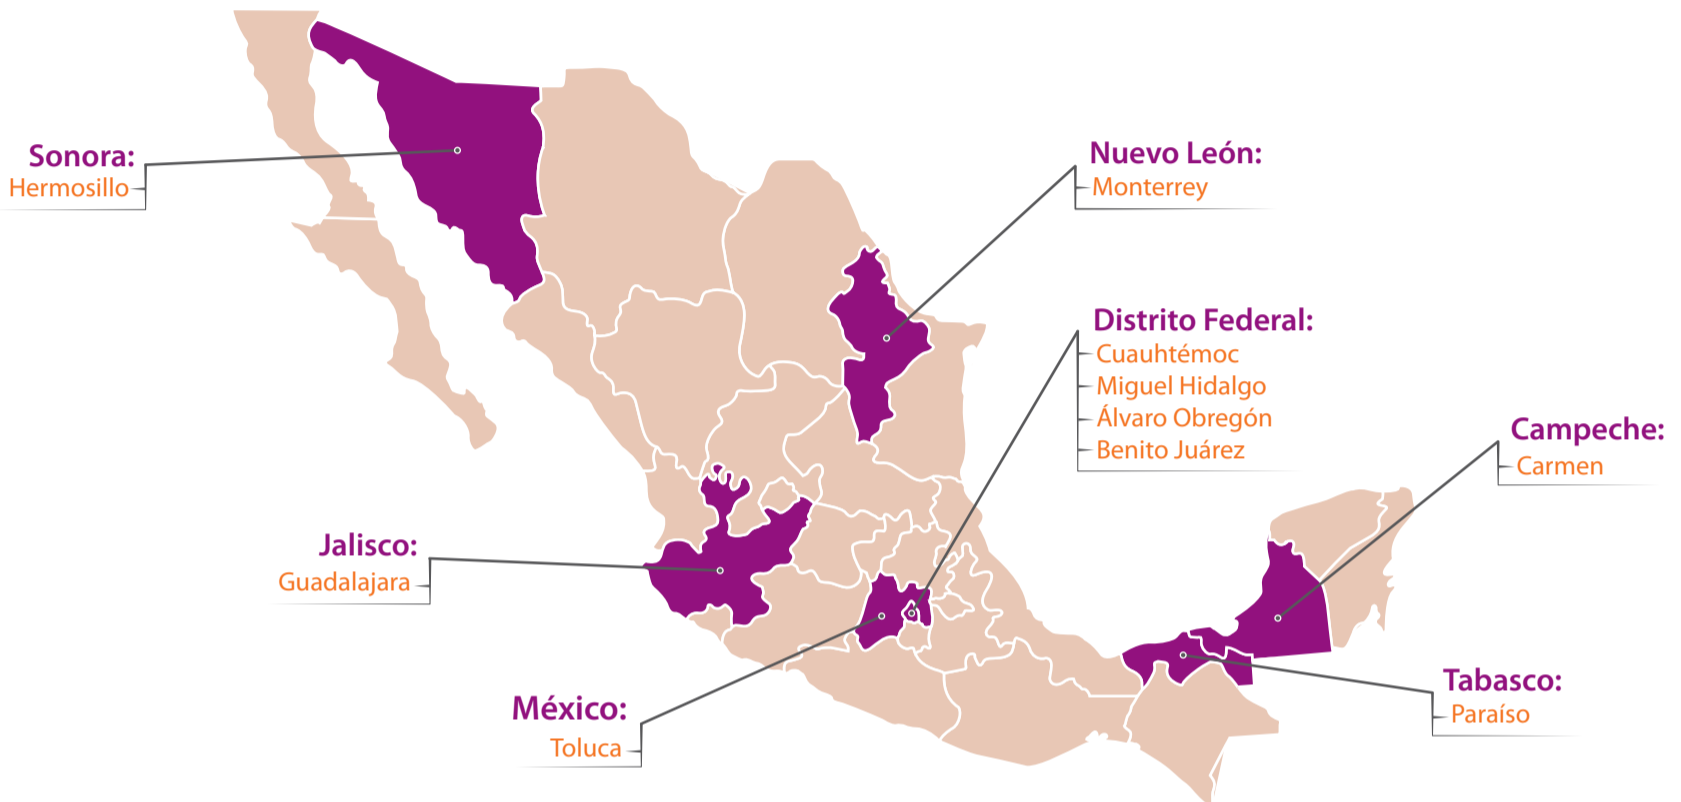 Sonora:
Hermosillo
Nuevo León:
Monterrey
Distrito Federal:
Cuauhtémoc
Miguel Hidalgo
Álvaro Obregón
Benito Juárez
Campeche:
Carmen
Jalisco:
Guadalajara
México:
Toluca
Tabasco:
Paraíso